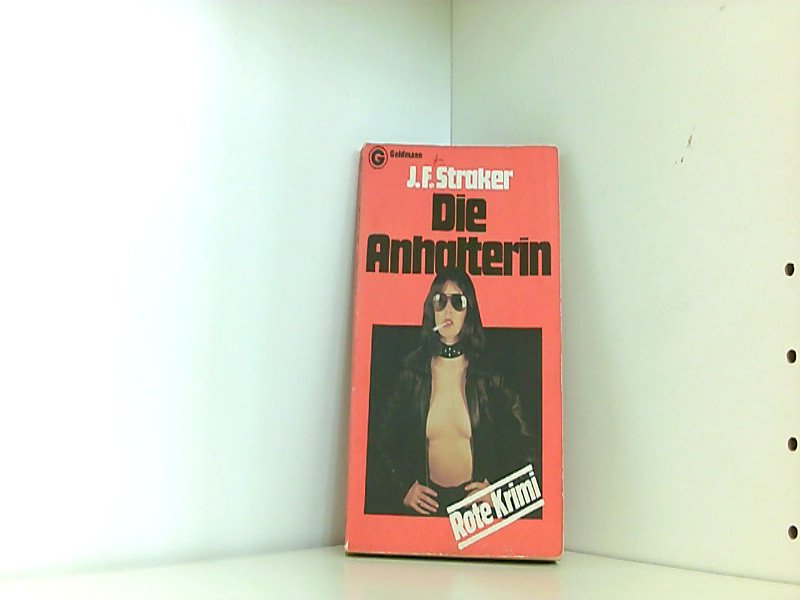 G Goldmann
J.F. Straker
Die
Anhalterin
Rote Krimi